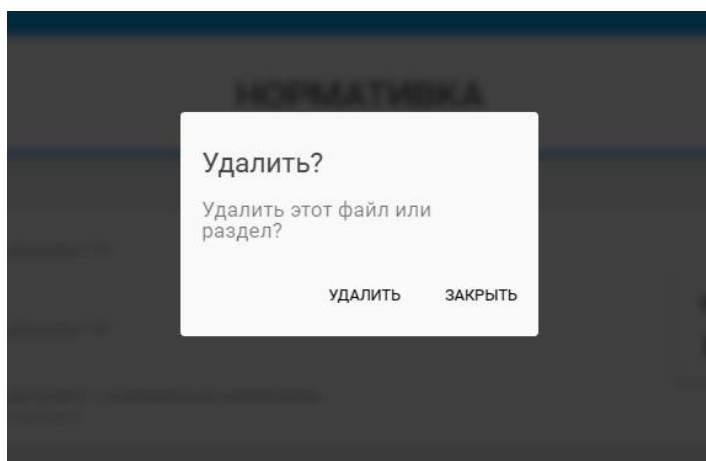 НОРМАТИВКА
Удалить?
Удалить этот файл или
раздел?
УДАЛИТЬ ЗАКРЫТЬ